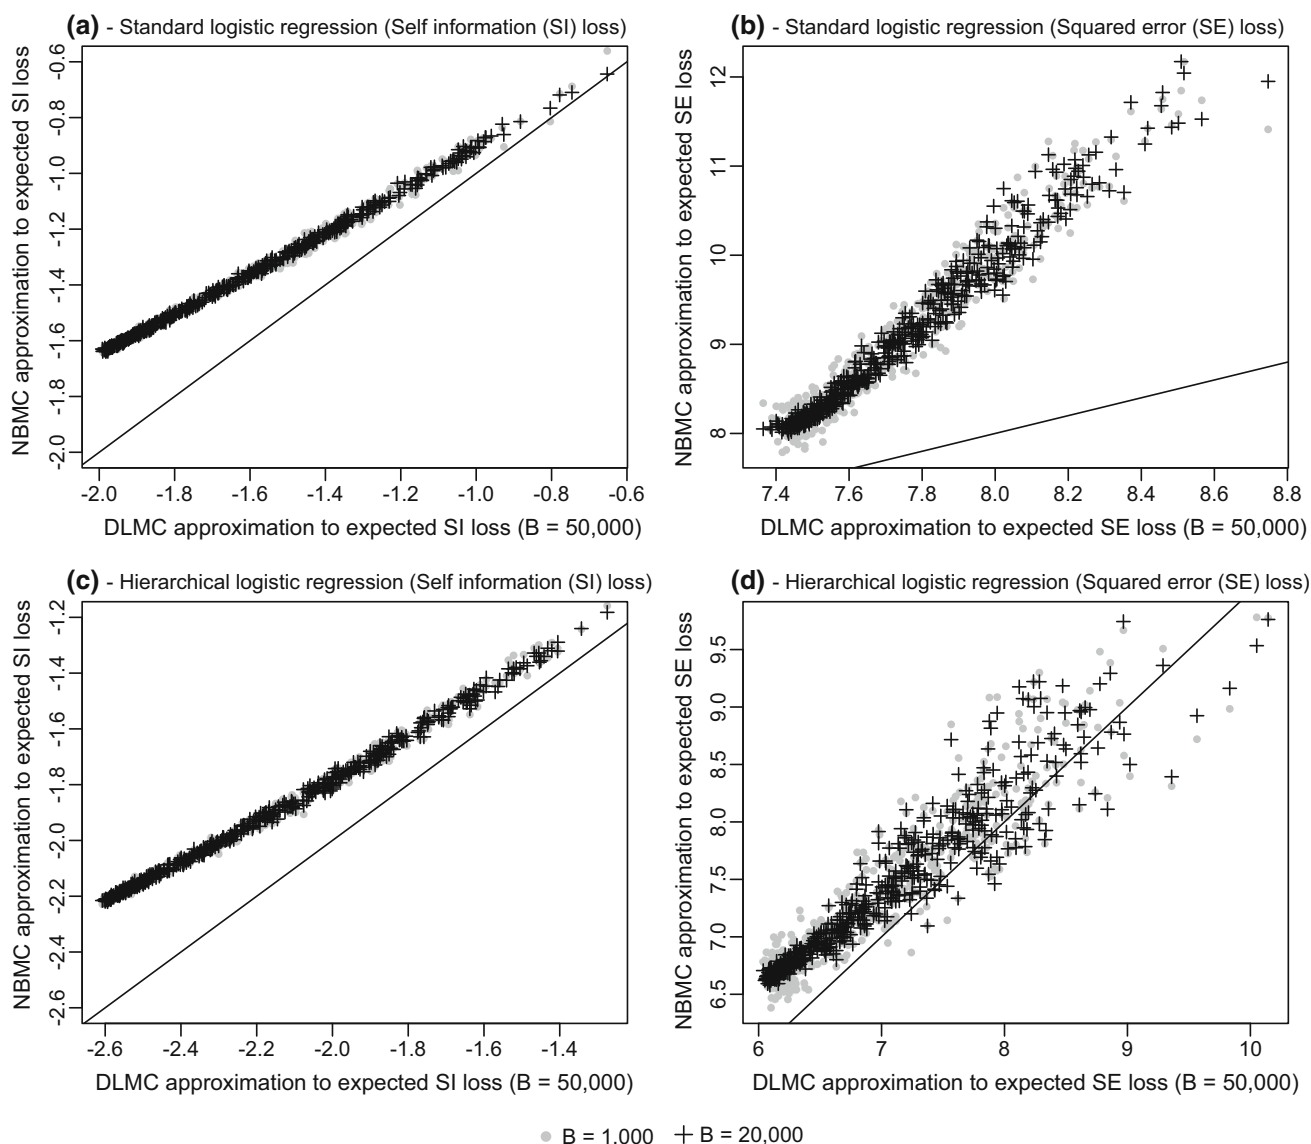 (a) - Standard logistic regression (Self information (SI) loss)
NBMC approximation to expected SI loss
-0.6
-0.8
-1.0
-1.2
-1.4
-1.6
-1.8
-2.0
-2.0 -1.8 -1.6 -1.4 -1.2 -1.0 -0.8 -0.6
DLMC approximation to expected SI loss (B = 50,000)
(b) - Standard logistic regression (Squared error (SE) loss)
NBMC approximation to expected SE loss
12
11
10
9
8
7.4 7.6 7.8 8.0 8.2 8.4 8.6 8.8
DLMC approximation to expected SE loss (B = 50,000)
(c) - Hierarchical logistic regression (Self information (SI) loss)
NBMC approximation to expected SI loss
-1.2
-1.4
-1.6
-1.8
-2.0
-2.2
-2.4
-2.6
-2.6 -2.4 -2.2 -2.0 -1.8 -1.6 -1.4
DLMC approximation to expected SI loss (B = 50,000)
(d) - Hierarchical logistic regression (Squared error (SE) loss)
NBMC approximation to expected SE loss
9.5
9.0
8.5
8.0
7.5
7.0
6.5
6 7 8 9 10
DLMC approximation to expected SE loss (B = 50,000)
B = 1,000 B = 20,000